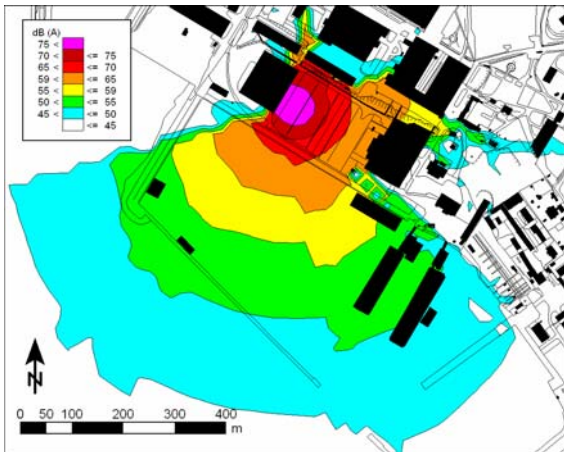 dB (A)
75 <
70 < <= 75
65 < <= 70
59 < <= 65
55 < <= 59
50 < <= 55
45 < <= 50
<= 45
N
0 50 100 200 300 400
m